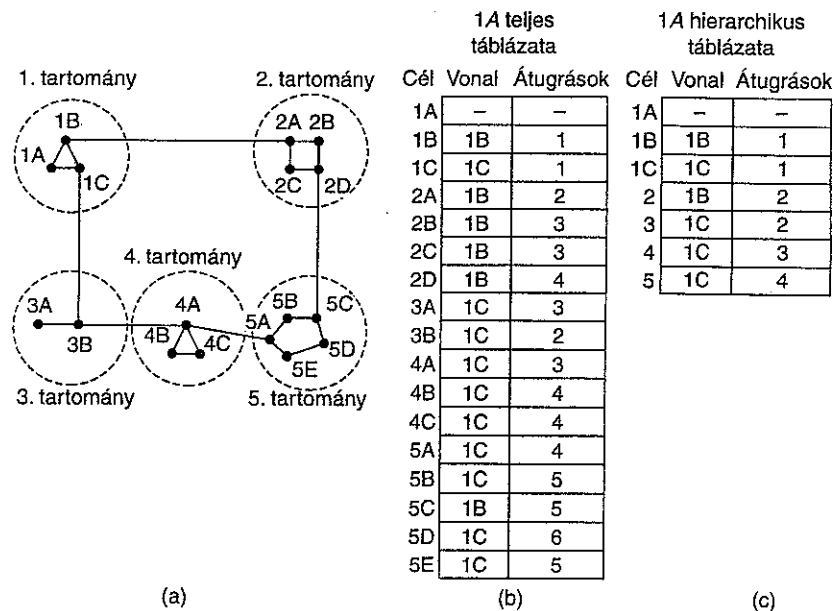 1. tartomány
2. tartomány
1B
1A
1C
2A 2B
2C 2D
4. tartomány
3A
3B
4A
4B 4C
5A
5B 5C
5D
5E
3. tartomány
5. tartomány
(a)
1A teljes
táblázata
Cél Vonal Átugrások
1A – –
1B 1B 1
1C 1C 1
2A 1B 2
2B 1B 3
2C 1B 3
2D 1B 4
3A 1C 3
3B 1C 2
4A 1C 3
4B 1C 4
4C 1C 4
5A 1C 4
5B 1C 5
5C 1B 5
5D 1C 6
5E 1C 5
(b)
1A hierarchikus
táblázata
Cél Vonal Átugrások
1A – –
1B 1B 1
1C 1C 1
2 1B 2
3 1C 2
4 1C 3
5 1C 4
(c)